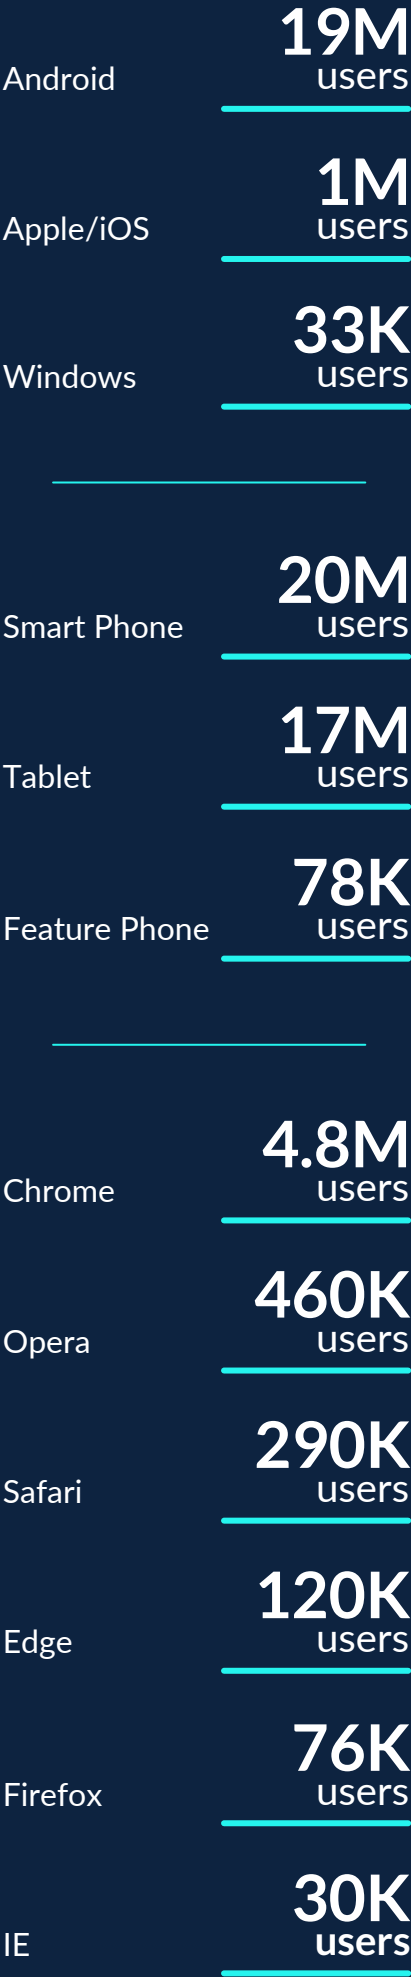 19M
Android users
1M
Apple/iOS users
33K
Windows users
20M
Smart Phone users
17M
Tablet users
78K
Feature Phone users
4.8M
Chrome users
460K
Opera users
290K
Safari users
120K
Edge users
76K
Firefox users
30K
IE users